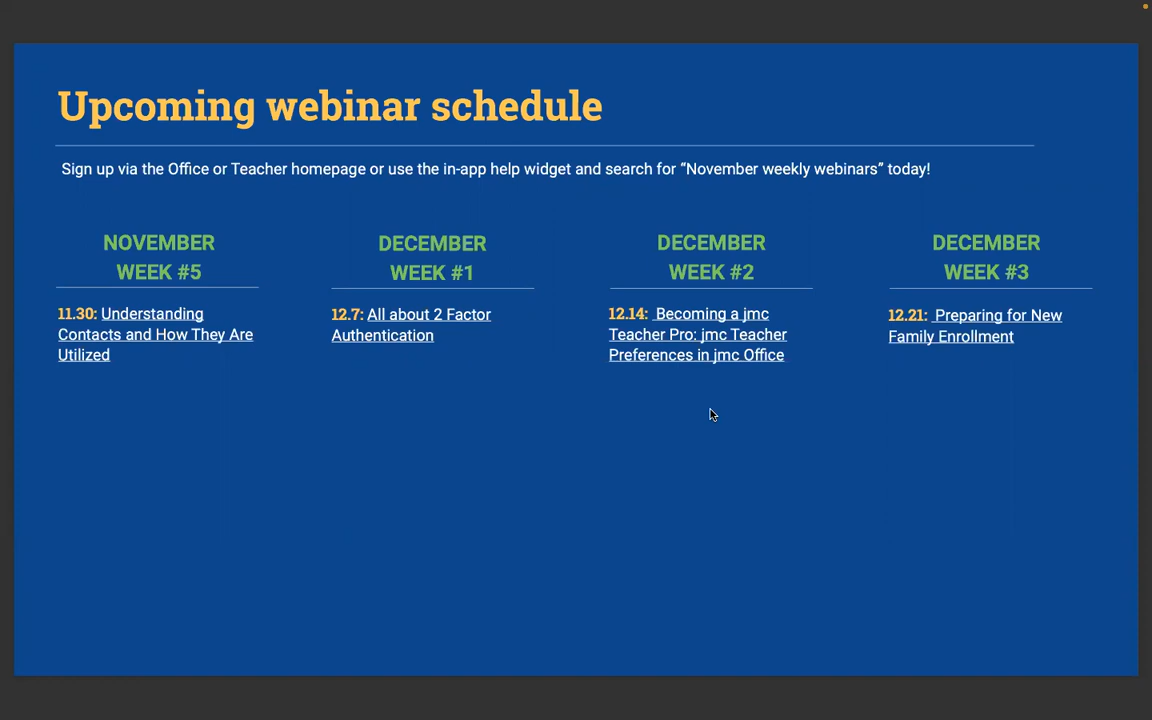 Upcoming webinar schedule
Sign up via the Office or Teacher homepage or use the in-app help widget and search for “November weekly webinars” today!
NOVEMBER
WEEK #5
11.30: Understanding
Contacts and How They Are
Utilized
DECEMBER
WEEK #1
12.7: All about 2 Factor
Authentication
DECEMBER
WEEK #2
12.14: Becoming a jmc
Teacher Pro: jmc Teacher
Preferences in jmc Office
DECEMBER
WEEK #3
12.21: Preparing for New
Family Enrollment